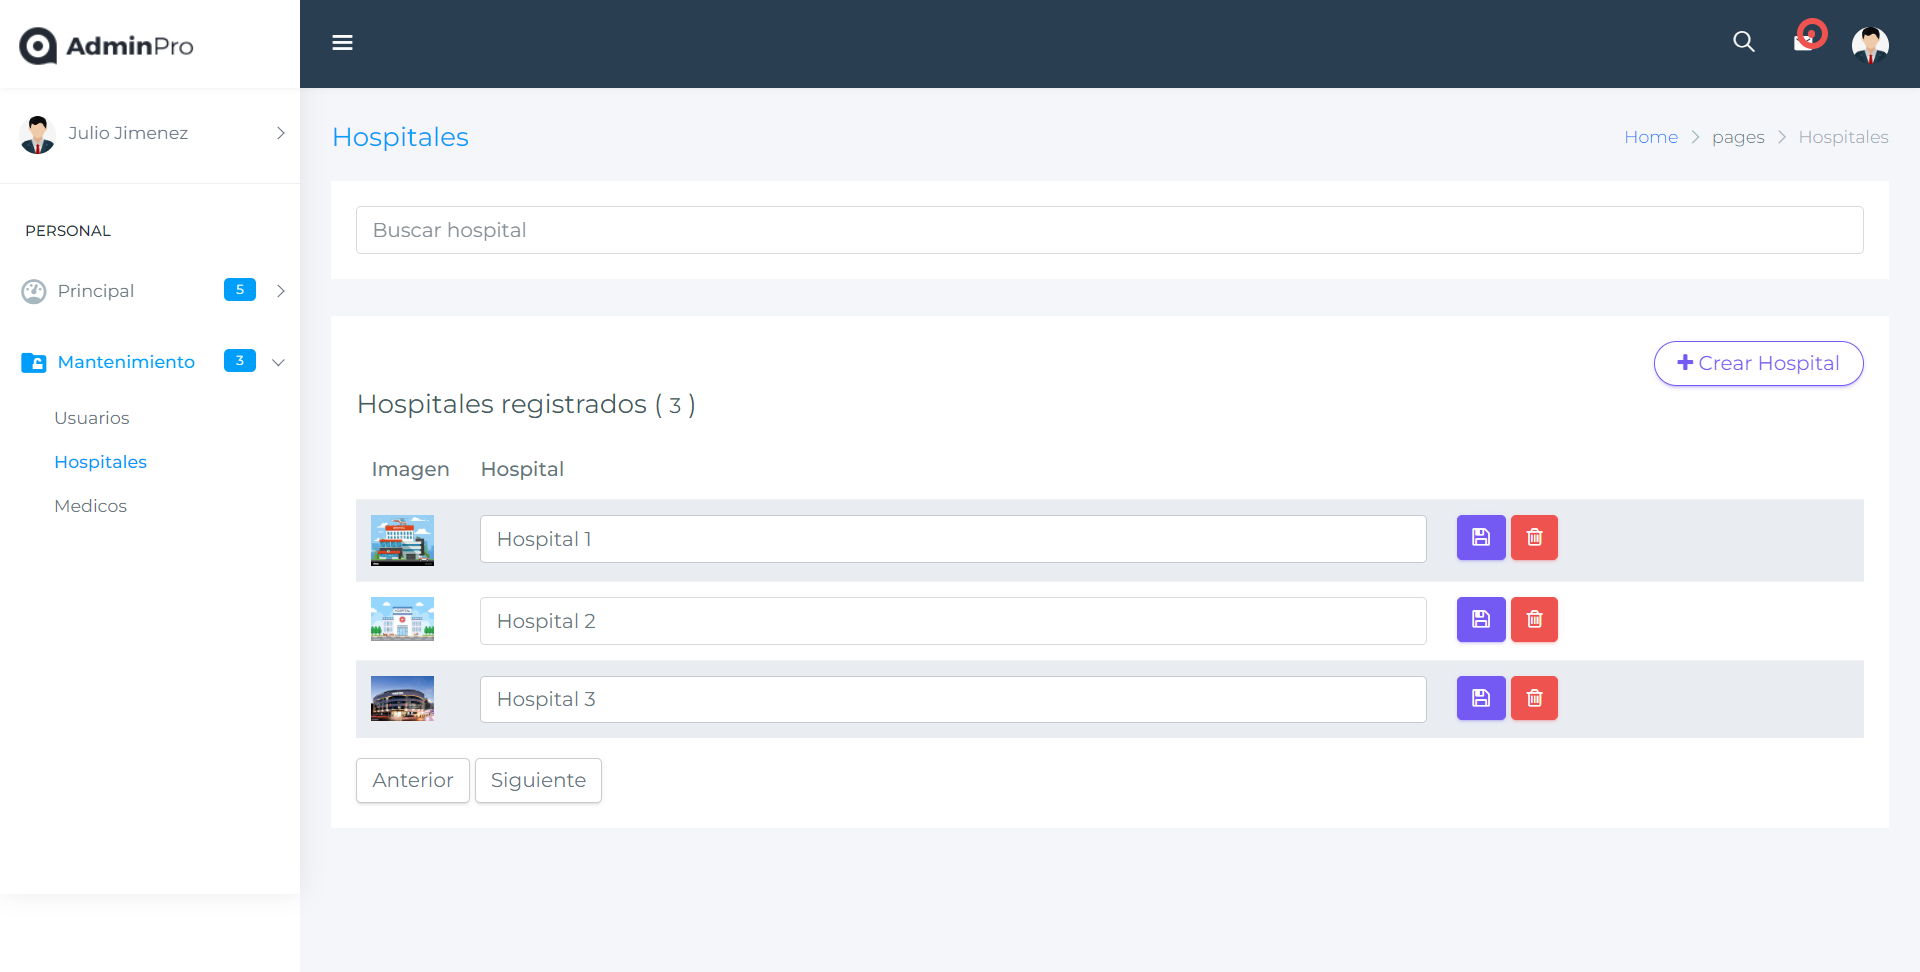 AdminPro
Julio Jimenez
PERSONAL
Principal 5
Mantenimiento 3
Usuarios
Hospitales
Medicos
Hospitales
Home > pages > Hospitales
Buscar hospital
Crear Hospital
Hospitales registrados ( 3 )
Imagen Hospital
Hospital 1
Hospital 2
Hospital 3
Anterior Siguiente